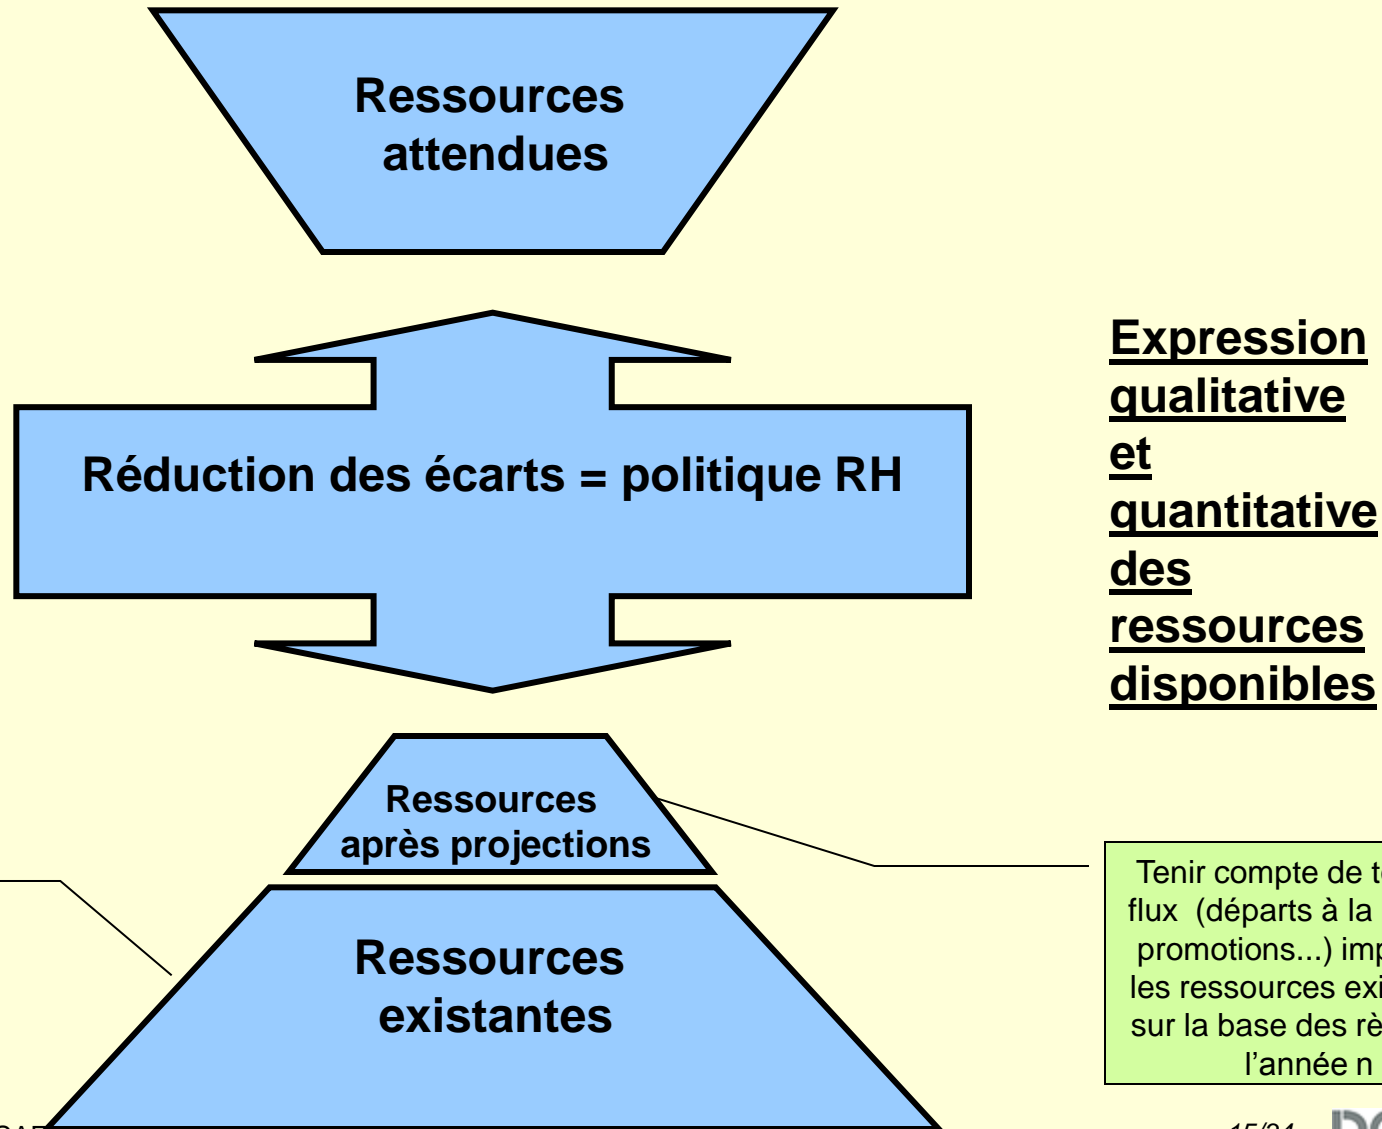 Ressources
attendues
Réduction des écarts = politique RH
Expression
qualitative
et
quantitative
des
ressources
disponibles
Ressources
après projections
Ressources
existantes
Tenir compte de
flux (départs à la
promotions...)
les ressources
sur la base des
l'année n